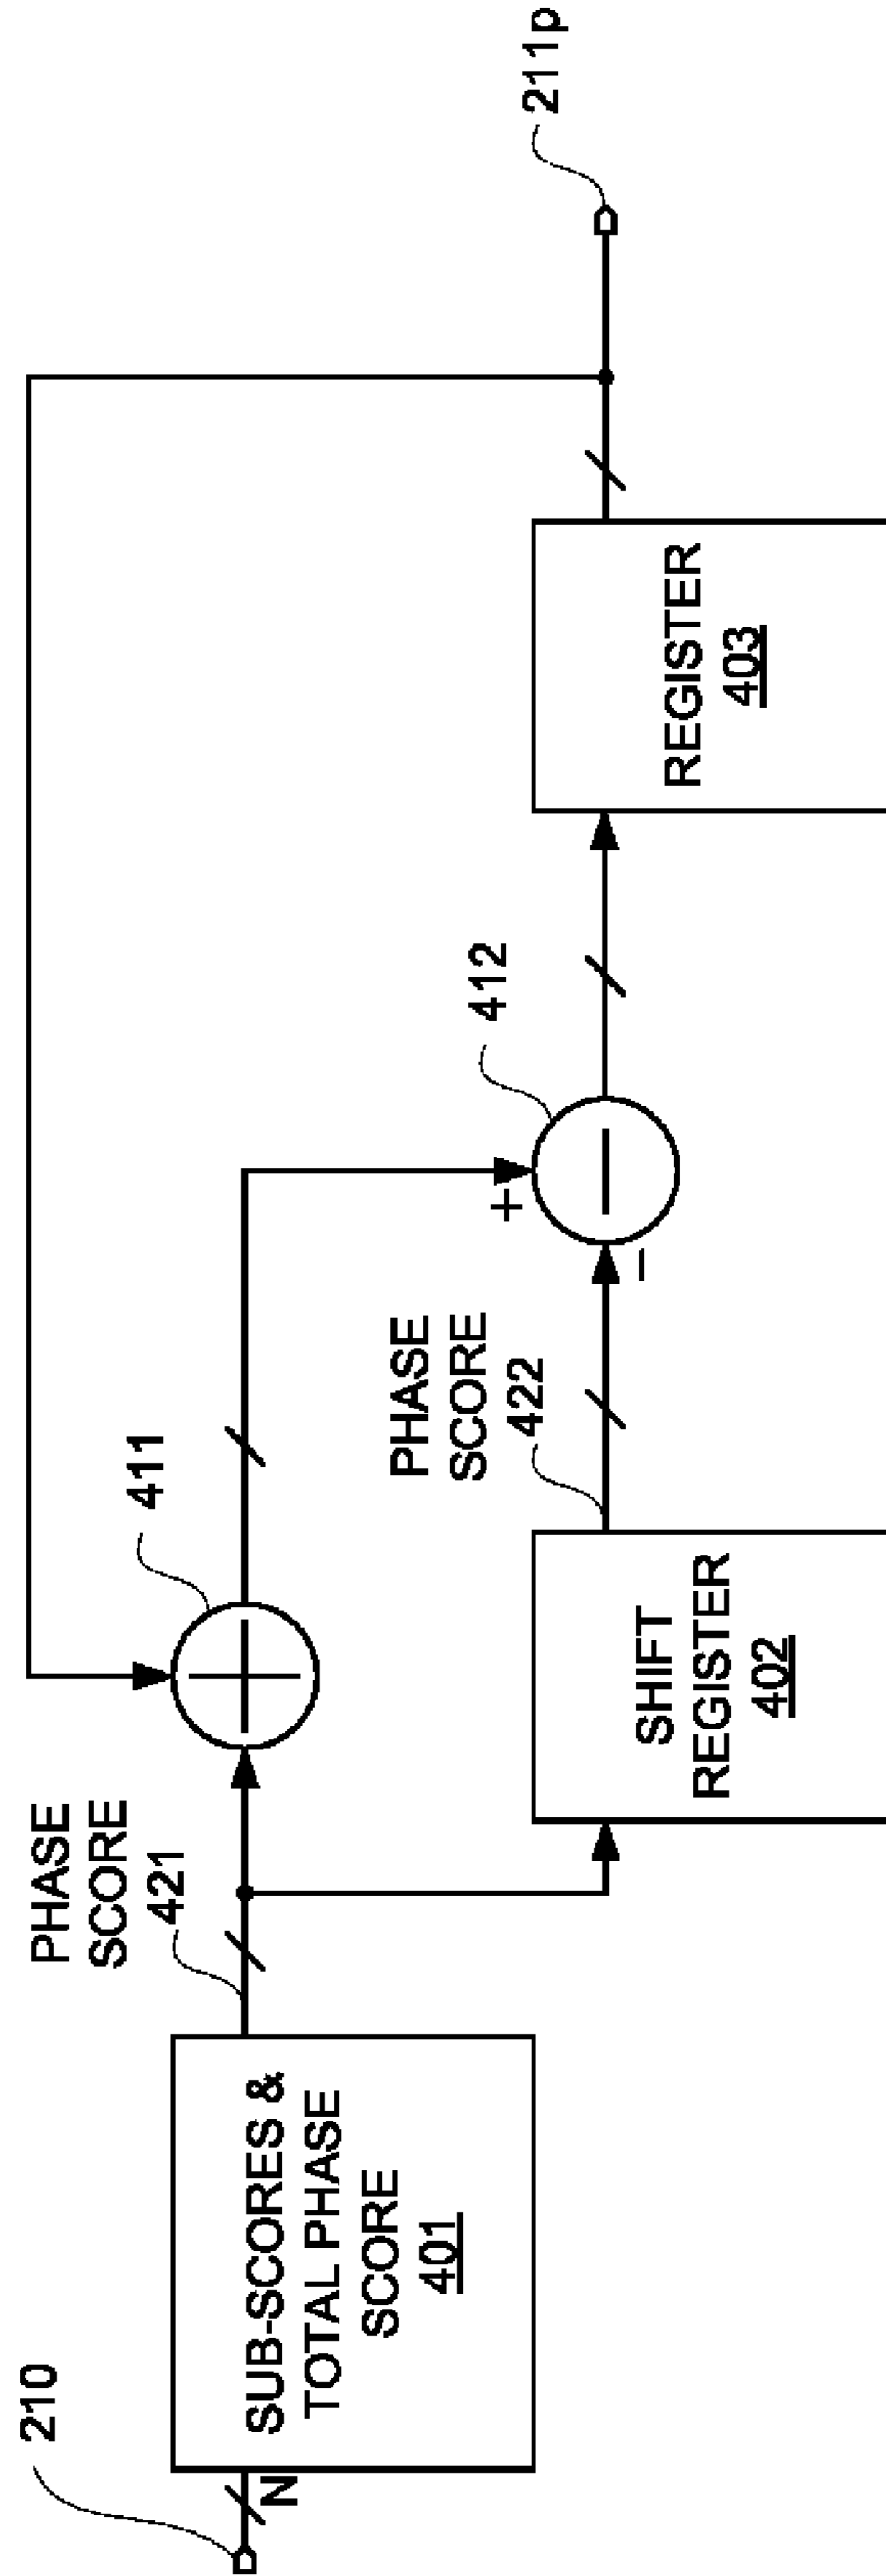 210
N
SUB-SCORES &
TOTAL PHASE
SCORE
401
PHASE
SCORE
421
411
+
SHIFT
REGISTER
402
PHASE
SCORE
422
+
–
–
412
REGISTER
403
211p